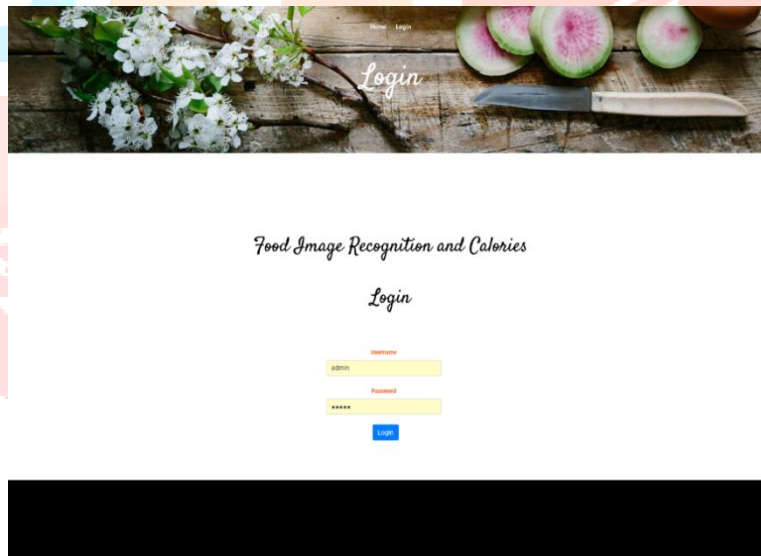 Home Login
Login
Food Image Recognition and Calories
Login
Username
admin
Password
*****
Login